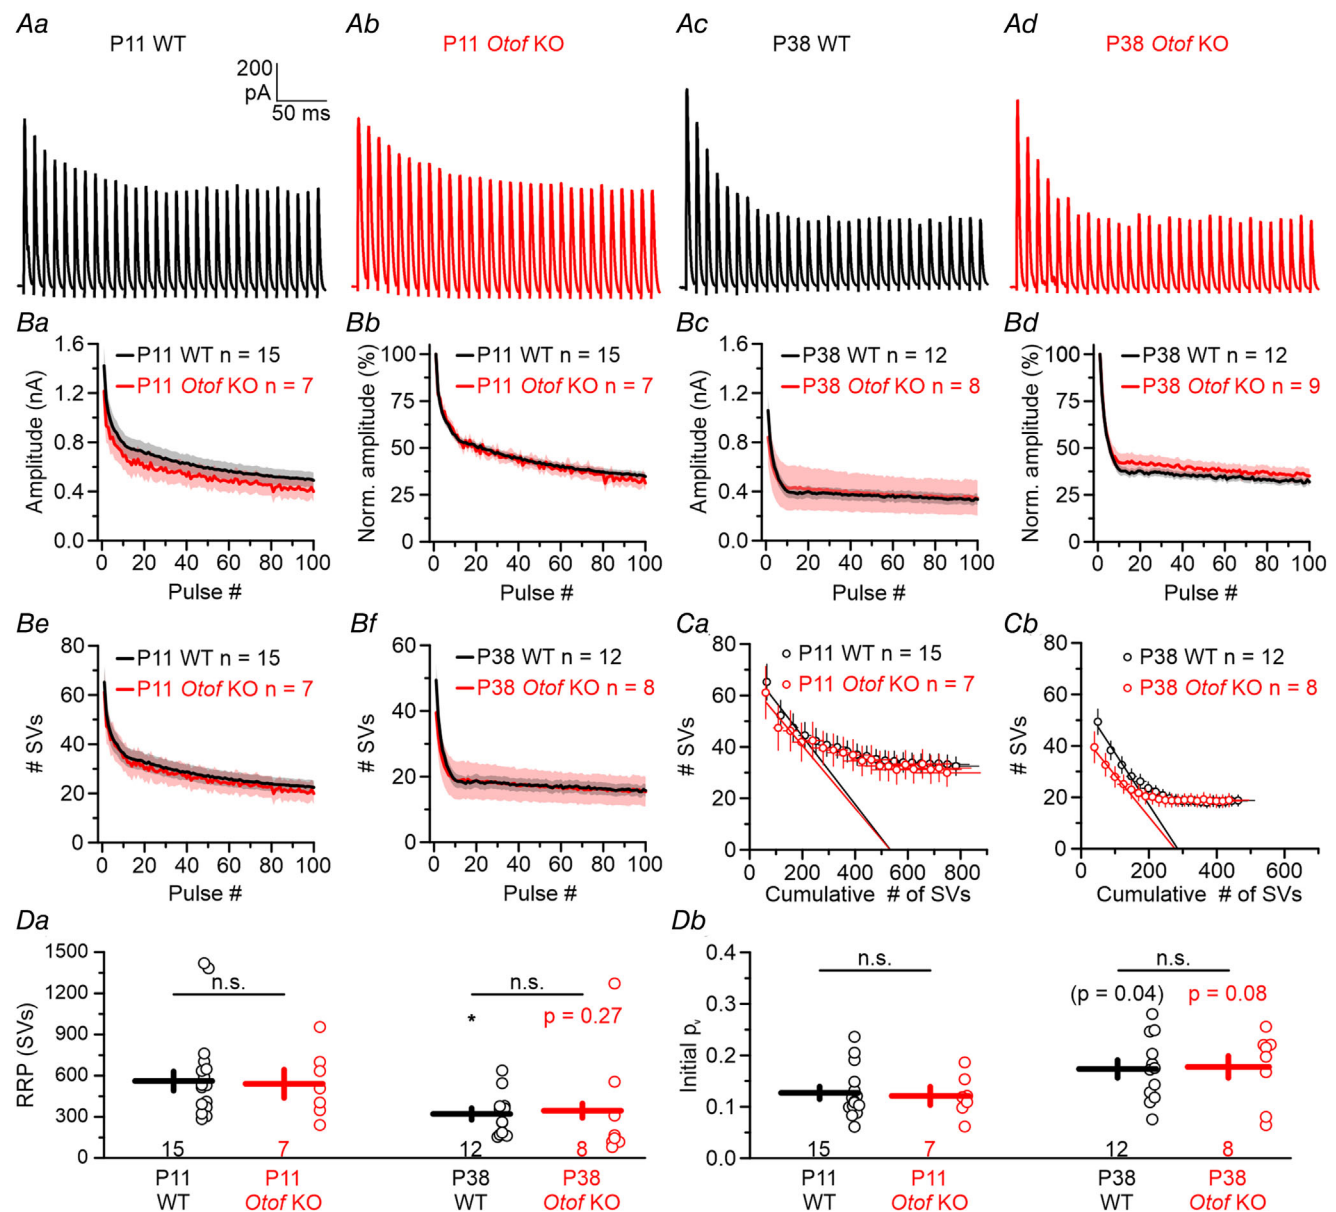 Aa
P11 WT
200
pA
50 ms
Ab
P11 Otof KO
Ac
P38 WT
Ad
P38 Otof KO
Ba
Amplitude (nA)
1.6
1.2
0.8
0.4
0.0
P11 WT n = 15
P11 Otof KO n = 7
0 20 40 60 80 100
Pulse #
Bb
Norm. amplitude (%)
100
75
50
25
0
P11 WT n = 15
P11 Otof KO n = 7
0 20 40 60 80 100
Pulse #
Bc
Amplitude (nA)
1.6
1.2
0.8
0.4
0.0
P38 WT n = 12
P38 Otof KO n = 8
0 20 40 60 80 100
Pulse #
Bd
Norm. amplitude (%)
100
75
50
25
0
P38 WT n = 12
P38 Otof KO n = 9
0 20 40 60 80 100
Pulse #
Be
# SVs
80
60
40
20
0
P11 WT n = 15
P11 Otof KO n = 7
0 20 40 60 80 100
Pulse #
Bf
# SVs
60
40
20
0
P38 WT n = 12
P38 Otof KO n = 8
0 20 40 60 80 100
Pulse #
Ca
# SVs
80
60
40
20
0
P11 WT n = 15
P11 Otof KO n = 7
0 200 400 600 800
Cumulative # of SVs
Cb
# SVs
80
60
40
20
0
P38 WT n = 12
P38 Otof KO n = 8
0 200 400 600
Cumulative # of SVs
Da
RRP (SVs)
1500
1200
900
600
300
0
n.s.
n.s.
*
p = 0.27
15
7
12
8
P11
WT
P11
Otof KO
P38
WT
P38
Otof KO
Db
Initial pv
0.4
0.3
0.2
0.1
0.0
n.s.
n.s.
(p = 0.04)
p = 0.08
15
7
12
8
P11
WT
P11
Otof KO
P38
WT
P38
Otof KO